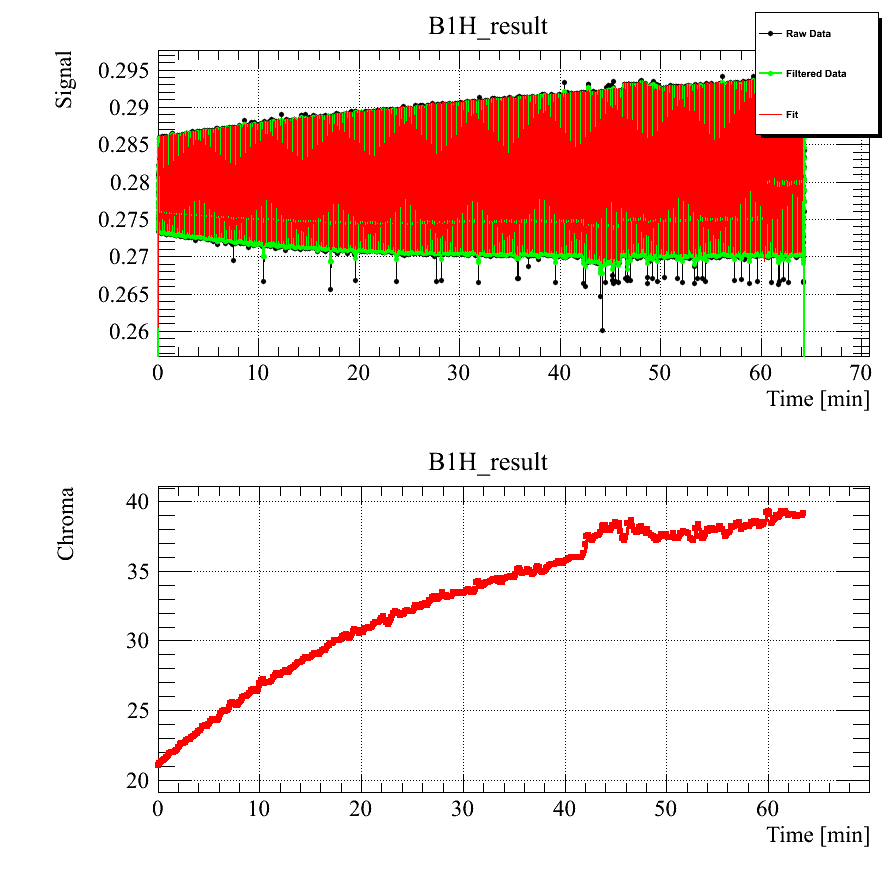 B1H_result
Signal
Raw Data
Filtered Data
Fit
0.295
0.29
0.285
0.28
0.275
0.27
0.265
0.26
0 10 20 30 40 50 60 70
Time [min]
B1H_result
Chroma
40
35
30
25
20
0 10 20 30 40 50 60
Time [min]